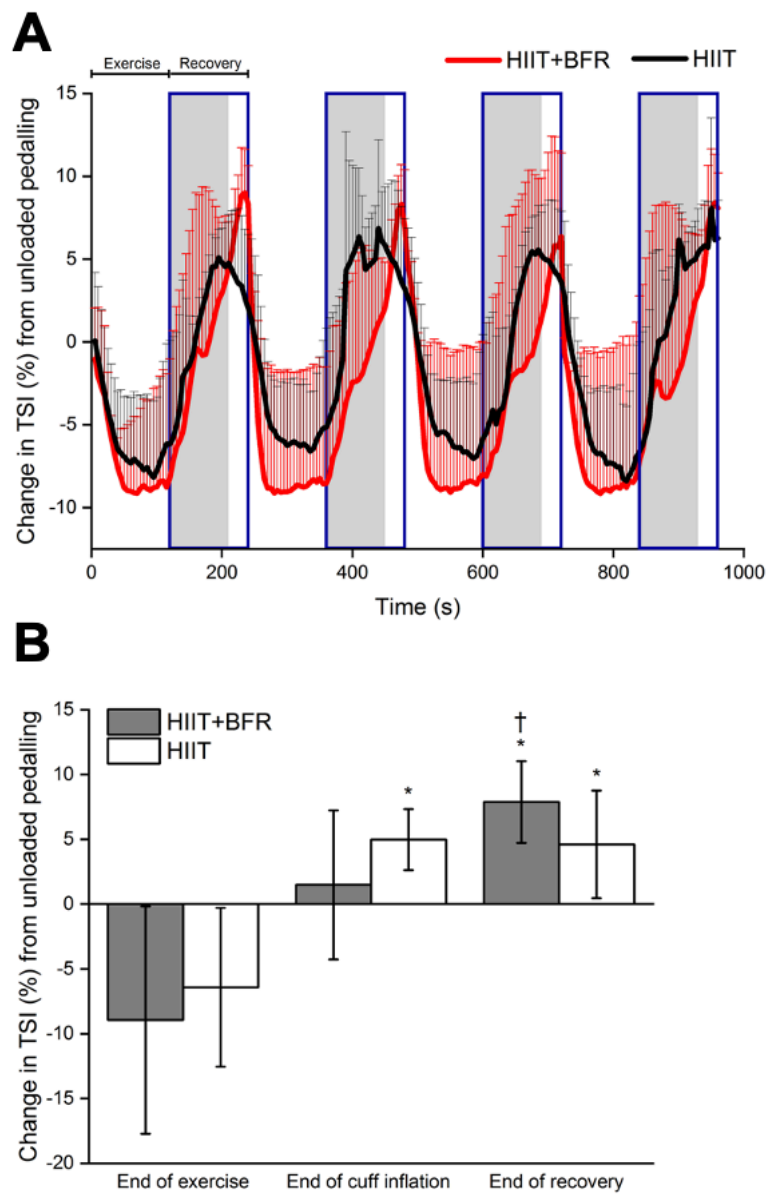 A
Exercise Recovery
HIIT+BFR HIIT
15
10
5
0
-5
-10
Change in TSI (%) from unloaded pedalling
0 200 400 600 800 1000
Time (s)
B
HIIT+BFR
HIIT
15
10
5
0
-5
-10
-15
-20
Change in TSI (%) from unloaded pedalling
†
* * *
End of exercise End of cuff inflation End of recovery